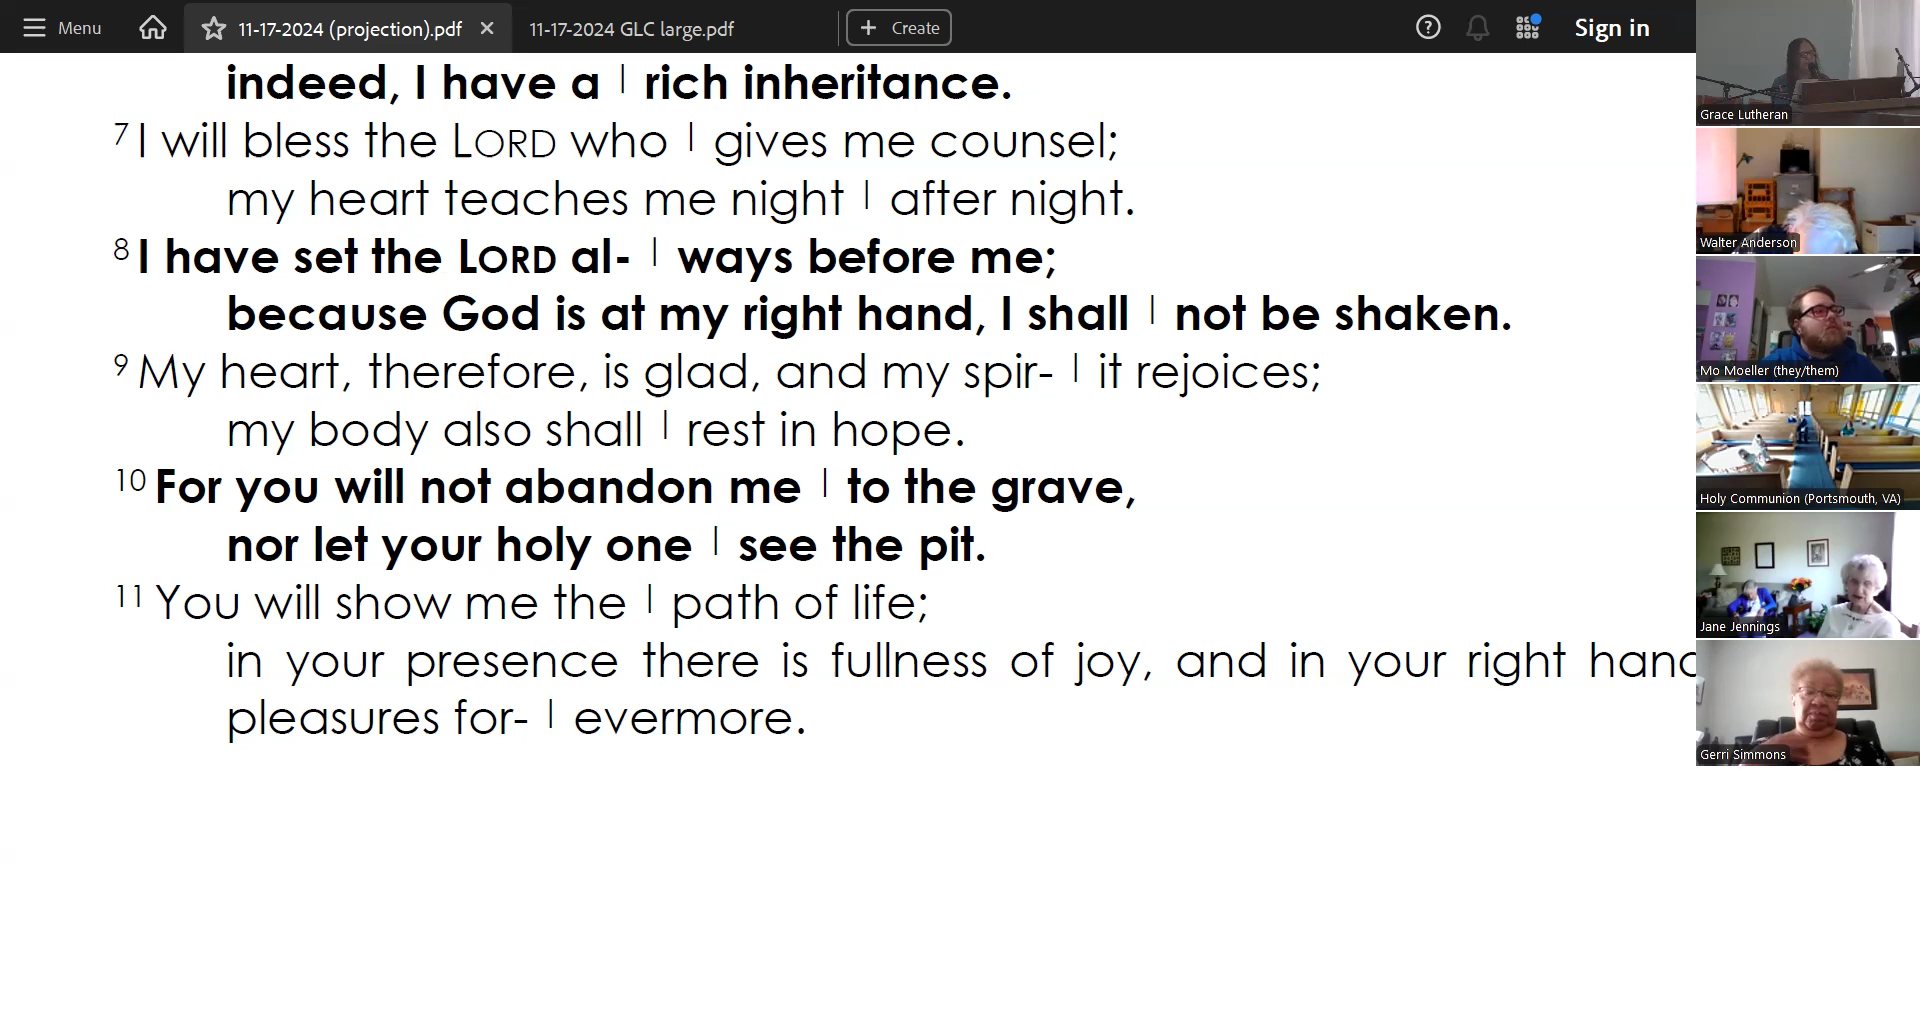 Menu
11-17-2024 (projection).pdf
11-17-2024 GLC large.pdf
+ Create
Sign in
indeed, I have a | rich inheritance.
7 I will bless the LORD who | gives me counsel;
my heart teaches me night | after night.
8 I have set the LORD al- | ways before me;
because God is at my right hand, I shall | not be shaken.
9 My heart, therefore, is glad, and my spir- | it rejoices;
my body also shall | rest in hope.
10 For you will not abandon me | to the grave,
nor let your holy one | see the pit.
11 You will show me the | path of life;
in your presence there is fullness of joy, and in your right hand
pleasures for- | evermore.
Grace Lutheran
Walter Anderson
Mo Moeller (they/them)
Holy Communion (Portsmouth, VA)
Jane Jennings
Gerri Simmons